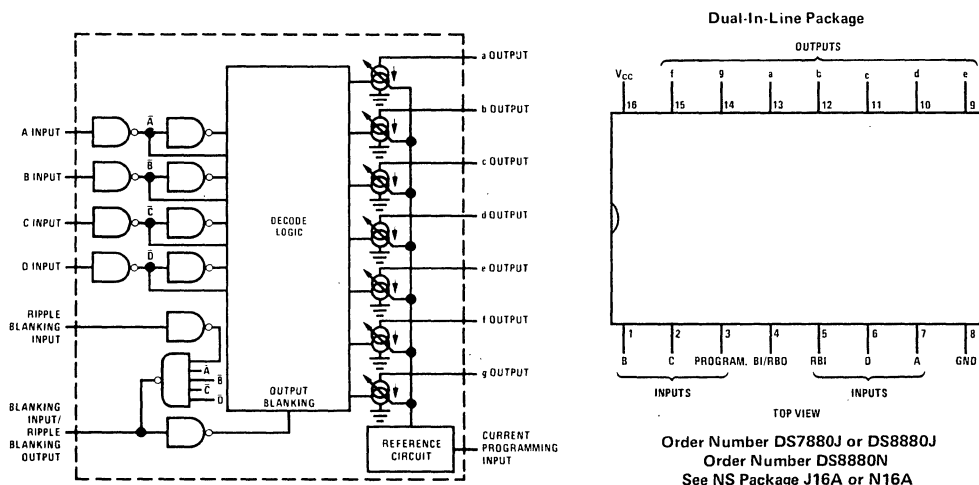 a OUTPUT
b OUTPUT
c OUTPUT
d OUTPUT
e OUTPUT
f OUTPUT
g OUTPUT
A INPUT
B INPUT
C INPUT
D INPUT
Ā
B̄
C̄
D̄
DECODE
LOGIC
RIPPLE
BLANKING
INPUT
Ā
B̄
C̄
D̄
OUTPUT
BLANKING
BLANKING
INPUT/
RIPPLE
BLANKING
OUTPUT
REFERENCE
CIRCUIT
CURRENT
PROGRAMMING
INPUT
Dual-In-Line Package
OUTPUTS
VCC f g a b c d e
16 15 14 13 12 11 10 9
1 2 3 4 5 6 7 8
B C PROGRAM. BI/RBO RBI D A GND
INPUTS INPUTS
TOP VIEW
Order Number DS7880J or DS8880J
Order Number DS8880N
See NS Package J16A or N16A